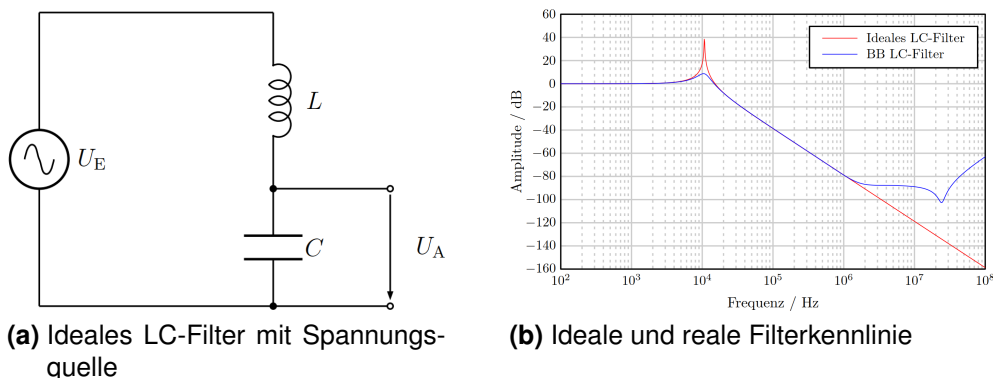 L
U_E
C
U_A
(a) Ideales LC-Filter mit Spannungs-
quelle
60
40
20
0
−20
−40
−60
−80
−100
−120
−140
−160
Amplitude / dB
Ideales LC-Filter
BB LC-Filter
10^2 10^3 10^4 10^5 10^6 10^7 10^8
Frequenz / Hz
(b) Ideale und reale Filterkennlinie